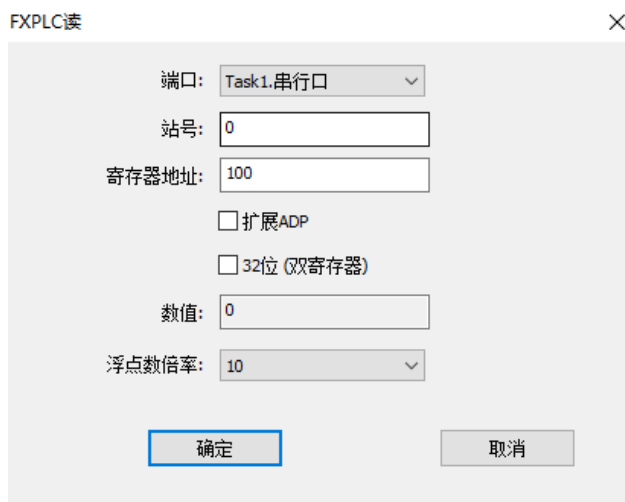 FXPLC读
端口: Task1.串行口
站号: 0
寄存器地址: 100
扩展ADP
32位 (双寄存器)
数值: 0
浮点数倍率: 10
确定 取消